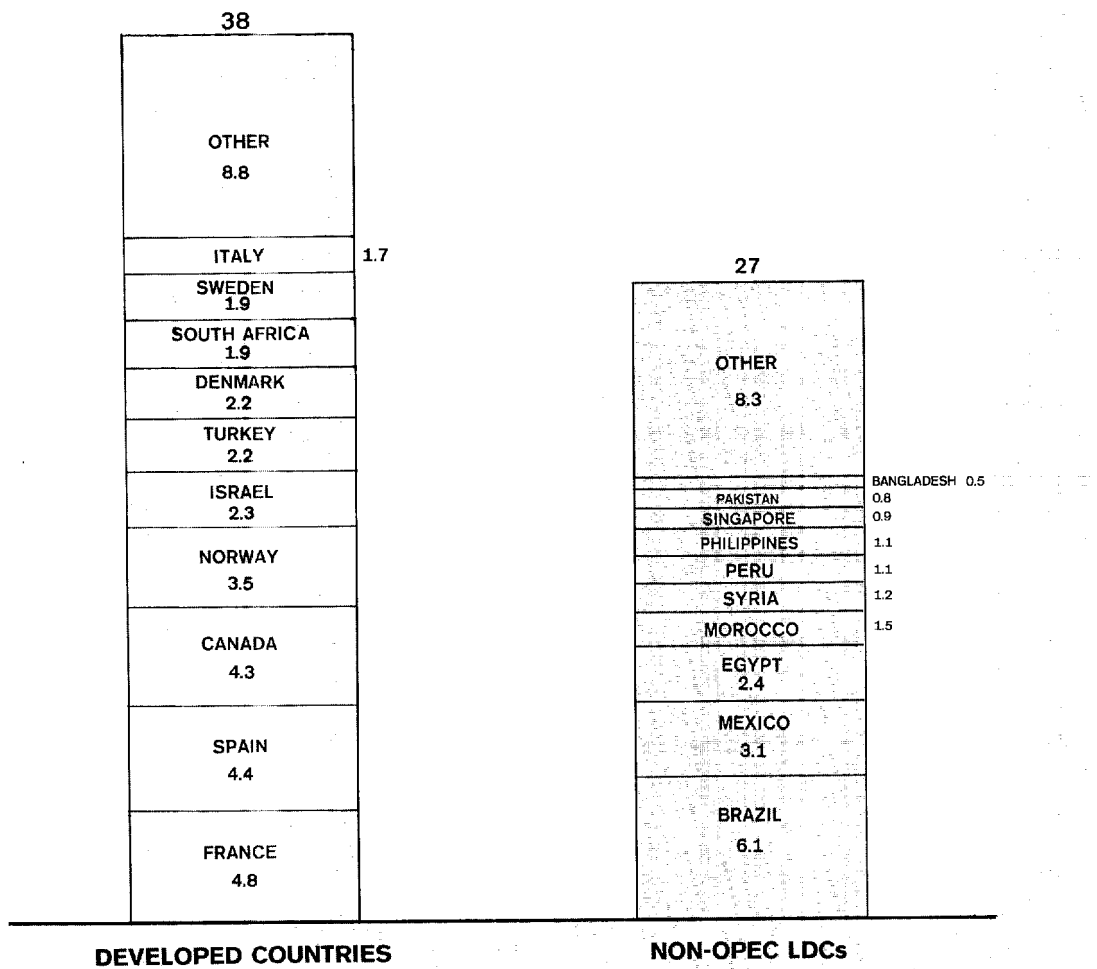 38
OTHER
8.8
ITALY 1.7
SWEDEN
1.9
SOUTH AFRICA
1.9
DENMARK
2.2
TURKEY
2.2
ISRAEL
2.3
NORWAY
3.5
CANADA
4.3
SPAIN
4.4
FRANCE
4.8
DEVELOPED COUNTRIES
27
OTHER
8.3
BANGLADESH 0.5
PAKISTAN 0.8
SINGAPORE 0.9
PHILIPPINES 1.1
PERU 1.1
SYRIA 1.2
MOROCCO 1.5
EGYPT
2.4
MEXICO
3.1
BRAZIL
6.1
NON-OPEC LDCs